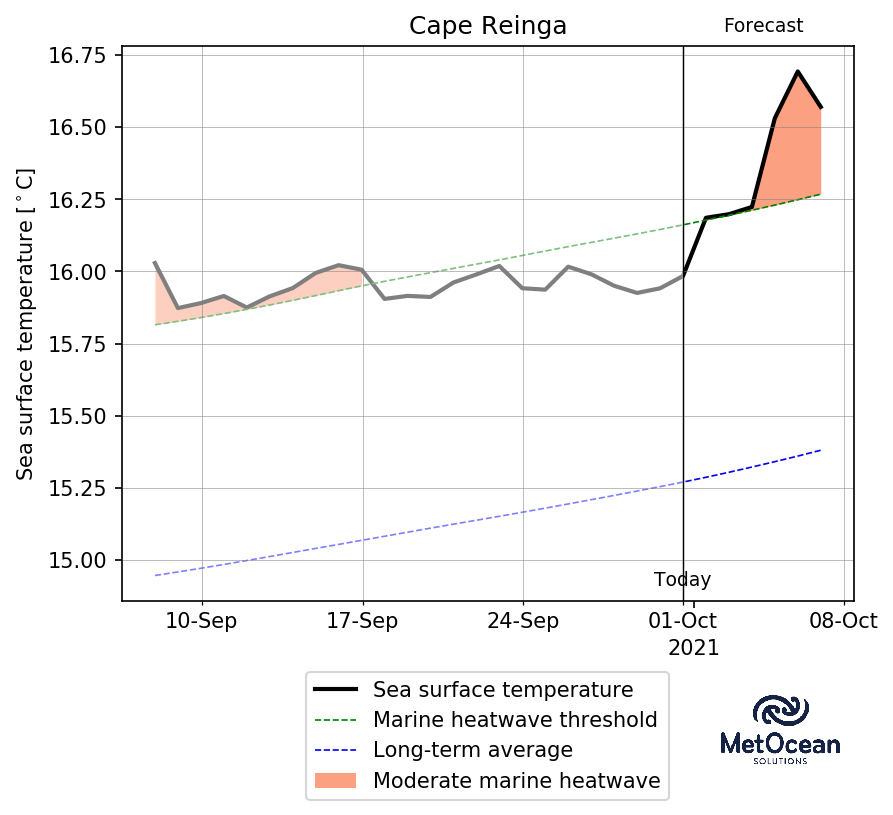 Cape Reinga
Forecast
Sea surface temperature [°C]
16.75
16.50
16.25
16.00
15.75
15.50
15.25
15.00
Today
10-Sep 17-Sep 24-Sep 01-Oct 08-Oct
2021
Sea surface temperature
Marine heatwave threshold
Long-term average
Moderate marine heatwave
MetOcean
SOLUTIONS